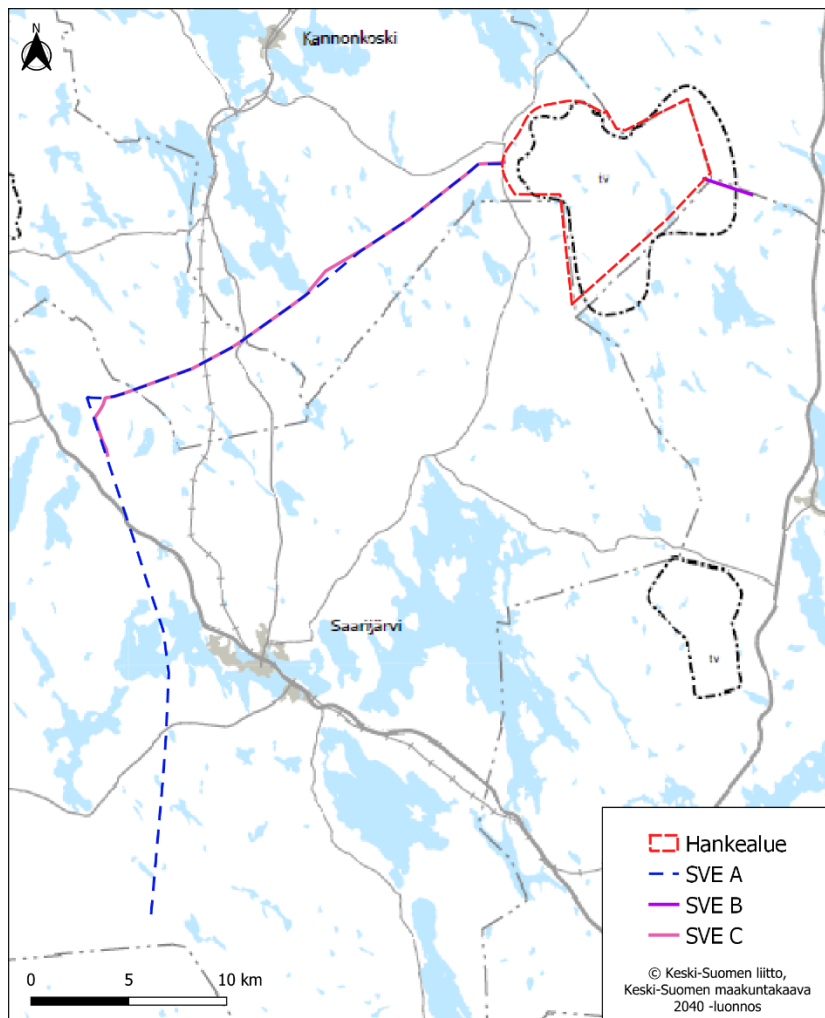 N
Kannonkoski
tv
Saarijärvi
tv
Hankealue
SVE A
SVE B
SVE C
0 5 10 km
© Keski-Suomen liitto,
Keski-Suomen maakuntakaava
2040 -luonnos